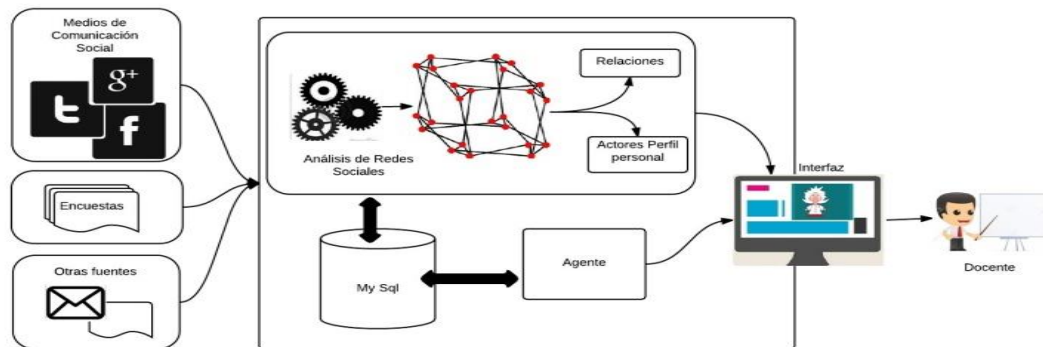 Medios de
Comunicación
Social
g+
t
f
Encuestas
Otras fuentes
Análisis de Redes
Sociales
Relaciones
Actores Perfil
personal
My Sql
Agente
Interfaz
Docente